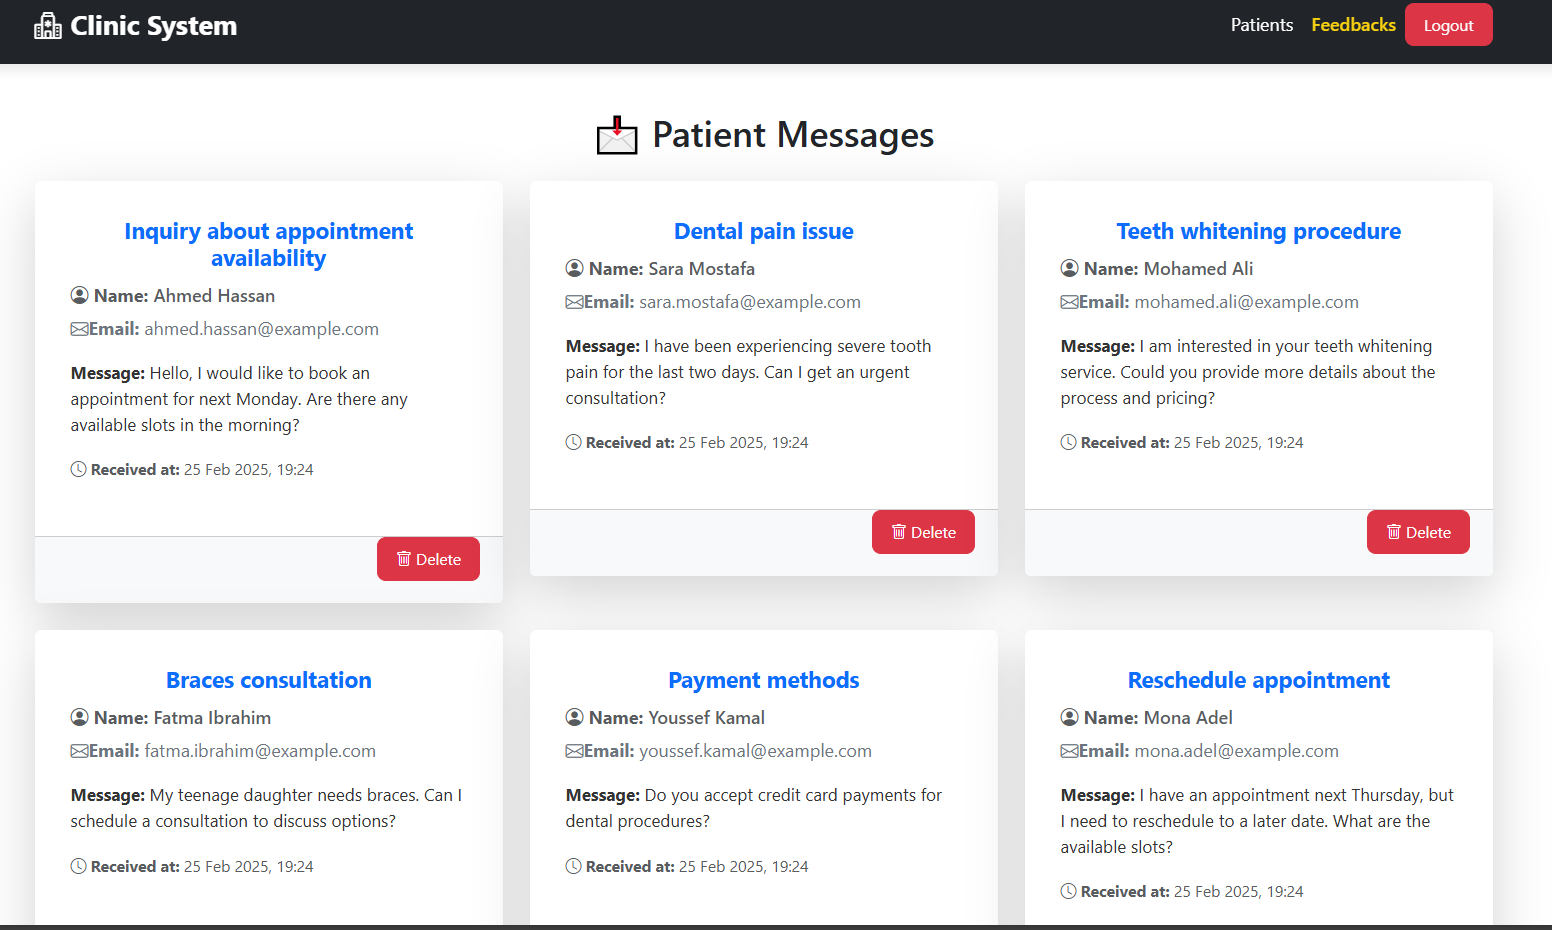 Clinic System
Patients Feedbacks Logout
Patient Messages
Inquiry about appointment
availability
Name: Ahmed Hassan
Email: ahmed.hassan@example.com
Message: Hello, I would like to book an
appointment for next Monday. Are there any
available slots in the morning?
Received at: 25 Feb 2025, 19:24
Delete
Dental pain issue
Name: Sara Mostafa
Email: sara.mostafa@example.com
Message: I have been experiencing severe tooth
pain for the last two days. Can I get an urgent
consultation?
Received at: 25 Feb 2025, 19:24
Delete
Teeth whitening procedure
Name: Mohamed Ali
Email: mohamed.ali@example.com
Message: I am interested in your teeth whitening
service. Could you provide more details about the
process and pricing?
Received at: 25 Feb 2025, 19:24
Delete
Braces consultation
Name: Fatma Ibrahim
Email: fatma.ibrahim@example.com
Message: My teenage daughter needs braces. Can I
schedule a consultation to discuss options?
Received at: 25 Feb 2025, 19:24
Payment methods
Name: Youssef Kamal
Email: youssef.kamal@example.com
Message: Do you accept credit card payments for
dental procedures?
Received at: 25 Feb 2025, 19:24
Reschedule appointment
Name: Mona Adel
Email: mona.adel@example.com
Message: I have an appointment next Thursday, but
I need to reschedule to a later date. What are the
available slots?
Received at: 25 Feb 2025, 19:24